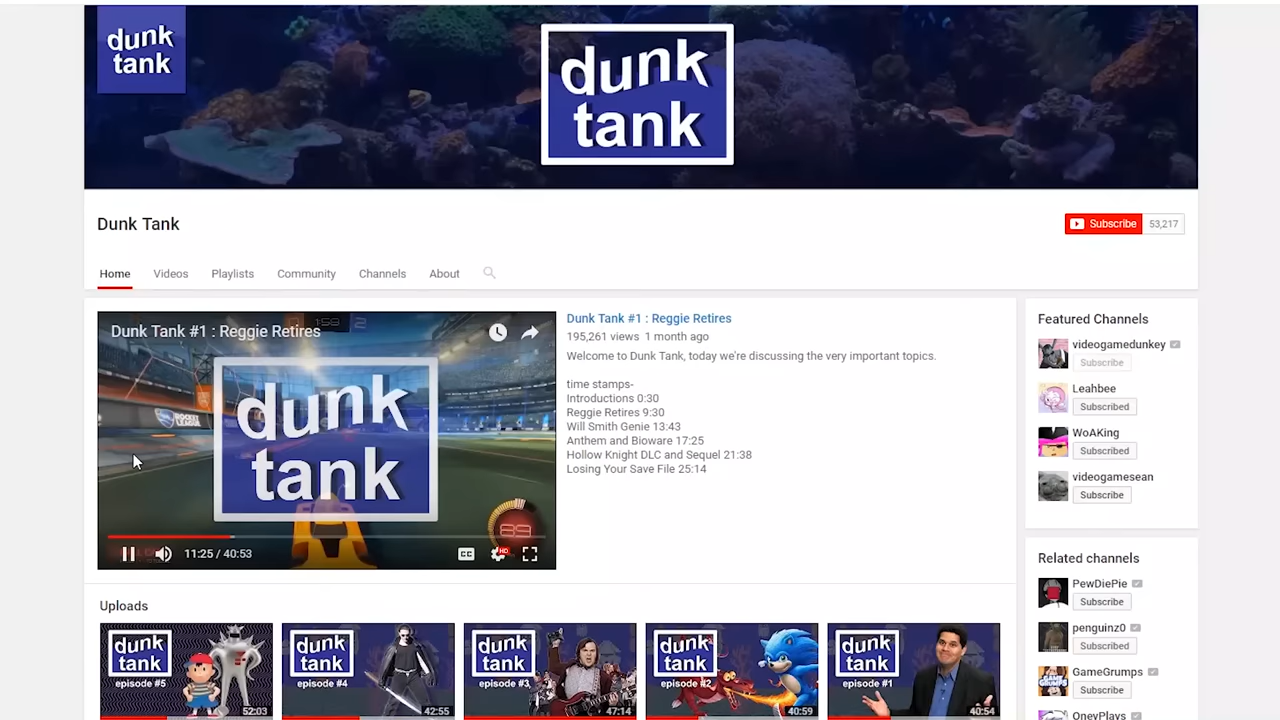 dunk
tank
dunk
tank
Dunk Tank
Subscribe 53,217
Home Videos Playlists Community Channels About
Dunk Tank #1 : Reggie Retires
1:59 2
dunk
tank
89
11:25 / 40:53
CC
HD
Dunk Tank #1 : Reggie Retires
195,261 views 1 month ago
Welcome to Dunk Tank, today we're discussing the very important topics.
time stamps-
Introductions 0:30
Reggie Retires 9:30
Will Smith Genie 13:43
Anthem and Bioware 17:25
Hollow Knight DLC and Sequel 21:38
Losing Your Save File 25:14
Featured Channels
videogamedunkey
Subscribe
Leahbee
Subscribed
WoAKing
Subscribed
videogamesean
Subscribe
Related channels
PewDiePie
Subscribe
penguinz0
Subscribed
GameGrumps
Subscribe
OneyPlays
Uploads
dunk
tank
episode #5
52:03
dunk
tank
episode #4
42:55
dunk
tank
episode #3
47:14
dunk
tank
episode #2
40:59
dunk
tank
episode #1
40:54